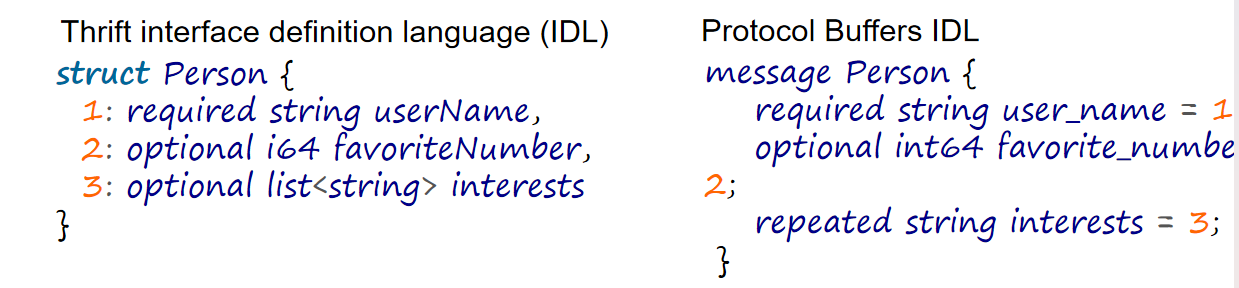 Thrift interface definition language (IDL)
struct Person {
1: required string userName,
2: optional i64 favoriteNumber,
3: optional list<string> interests
}
Protocol Buffers IDL
message Person {
required string user_name = 1
optional int64 favorite_numbe
2;
repeated string interests = 3;
}